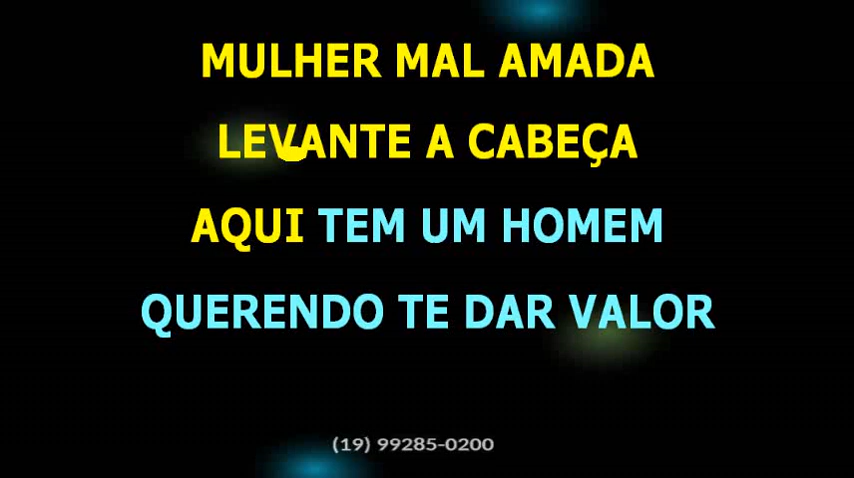 MULHER MAL AMADA
LEVANTE A CABEÇA
AQUI TEM UM HOMEM
QUERENDO TE DAR VALOR
(19) 99285-0200